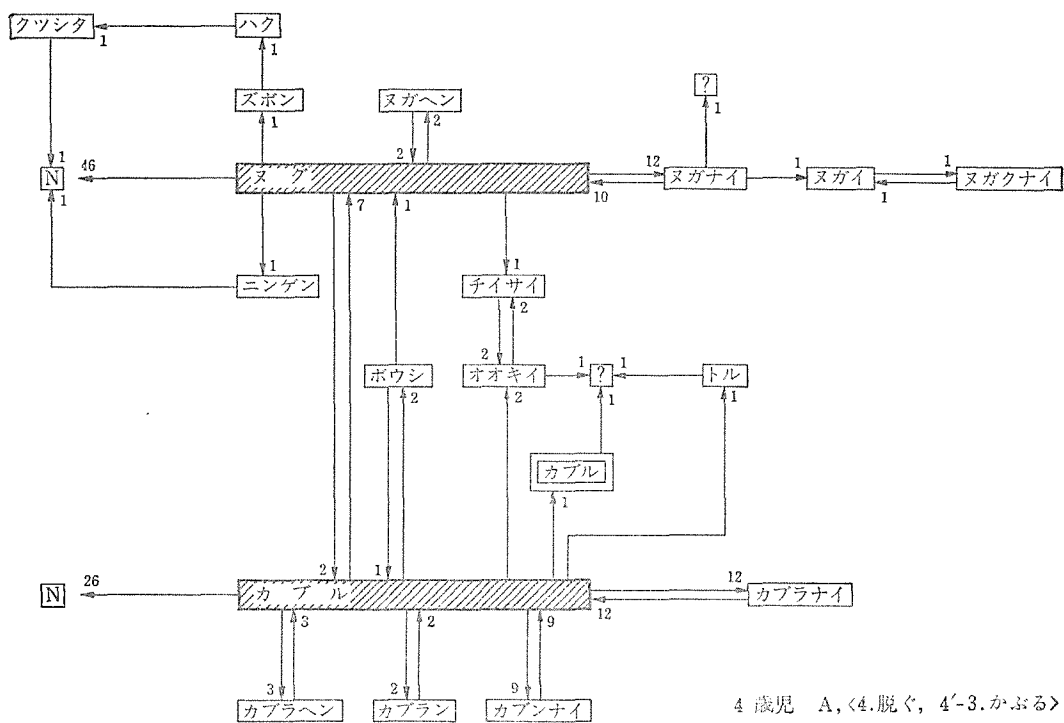 クツシタ
1
ハク
1
ズボン
1
ヌガヘン
2
2
?
1
1
N
1
46
ヌグ
12
10
ヌガナイ
1
ヌガイ
1
1
ヌガクナイ
7
1
1
ニンゲン
1
チイサイ
2
2
ボウシ
2
オオキイ
2
1
?
1
1
トル
1
カブル
1
2
1
26
N
カブル
12
12
カブラナイ
3
3
カブラヘン
2
2
カブラン
9
9
カブンナイ
4 歳児 A,〈4.脱ぐ, 4′-3.かぶる〉